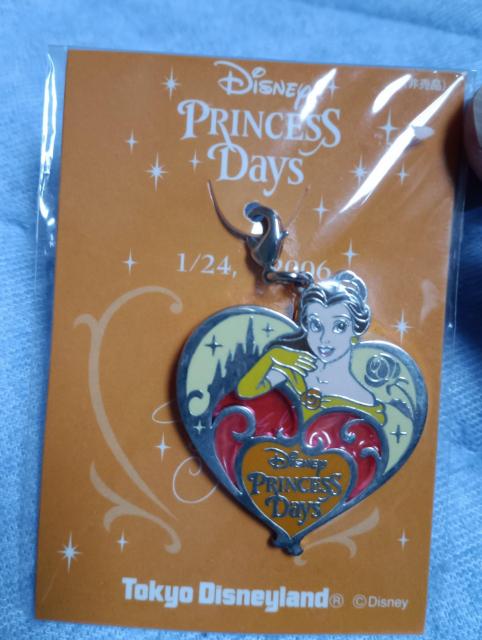 (非売品)
Disney
PRINCESS
Days
1/24, 2006
Disney
PRINCESS
Days
Tokyo Disneyland® ©Disney